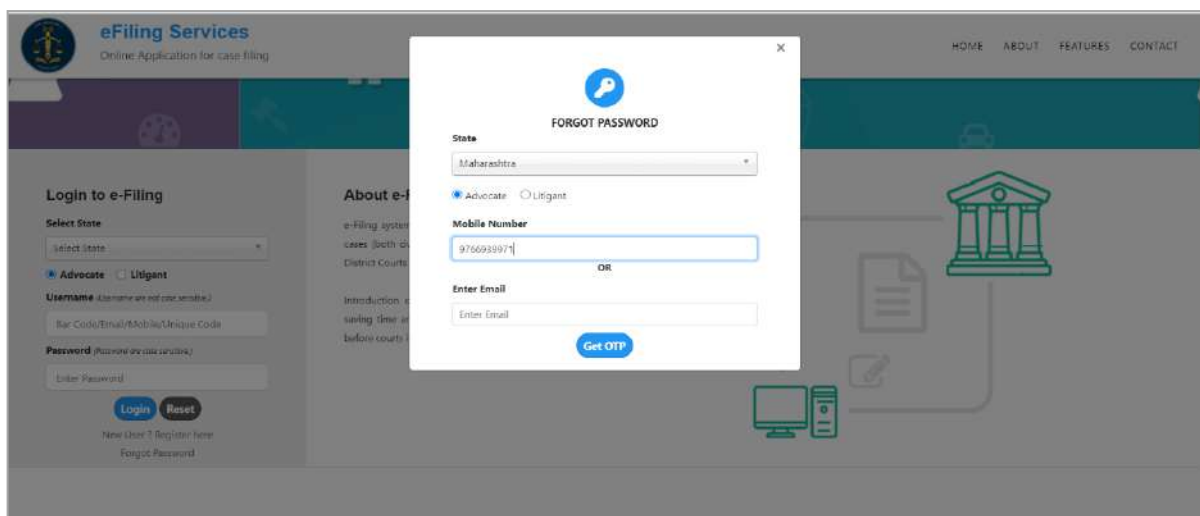 eFiling Services
Online Application for case filing
HOME ABOUT FEATURES CONTACT
×
FORGOT PASSWORD
State
Maharashtra
Advocate Litigant
Mobile Number
9766939971
OR
Enter Email
Enter Email
Get OTP
Login to e-Filing
Select State
Select State
Advocate Litigant
Username (Username are not case sensitive.)
Bar Code/Email/Mobile/Unique Code
Password (Password are case sensitive.)
Enter Password
Login Reset
New User ? Register here
Forgot Password
About e-F
e-Filing system
cases (both ci
District Courts
Introduction
saving time
before courts